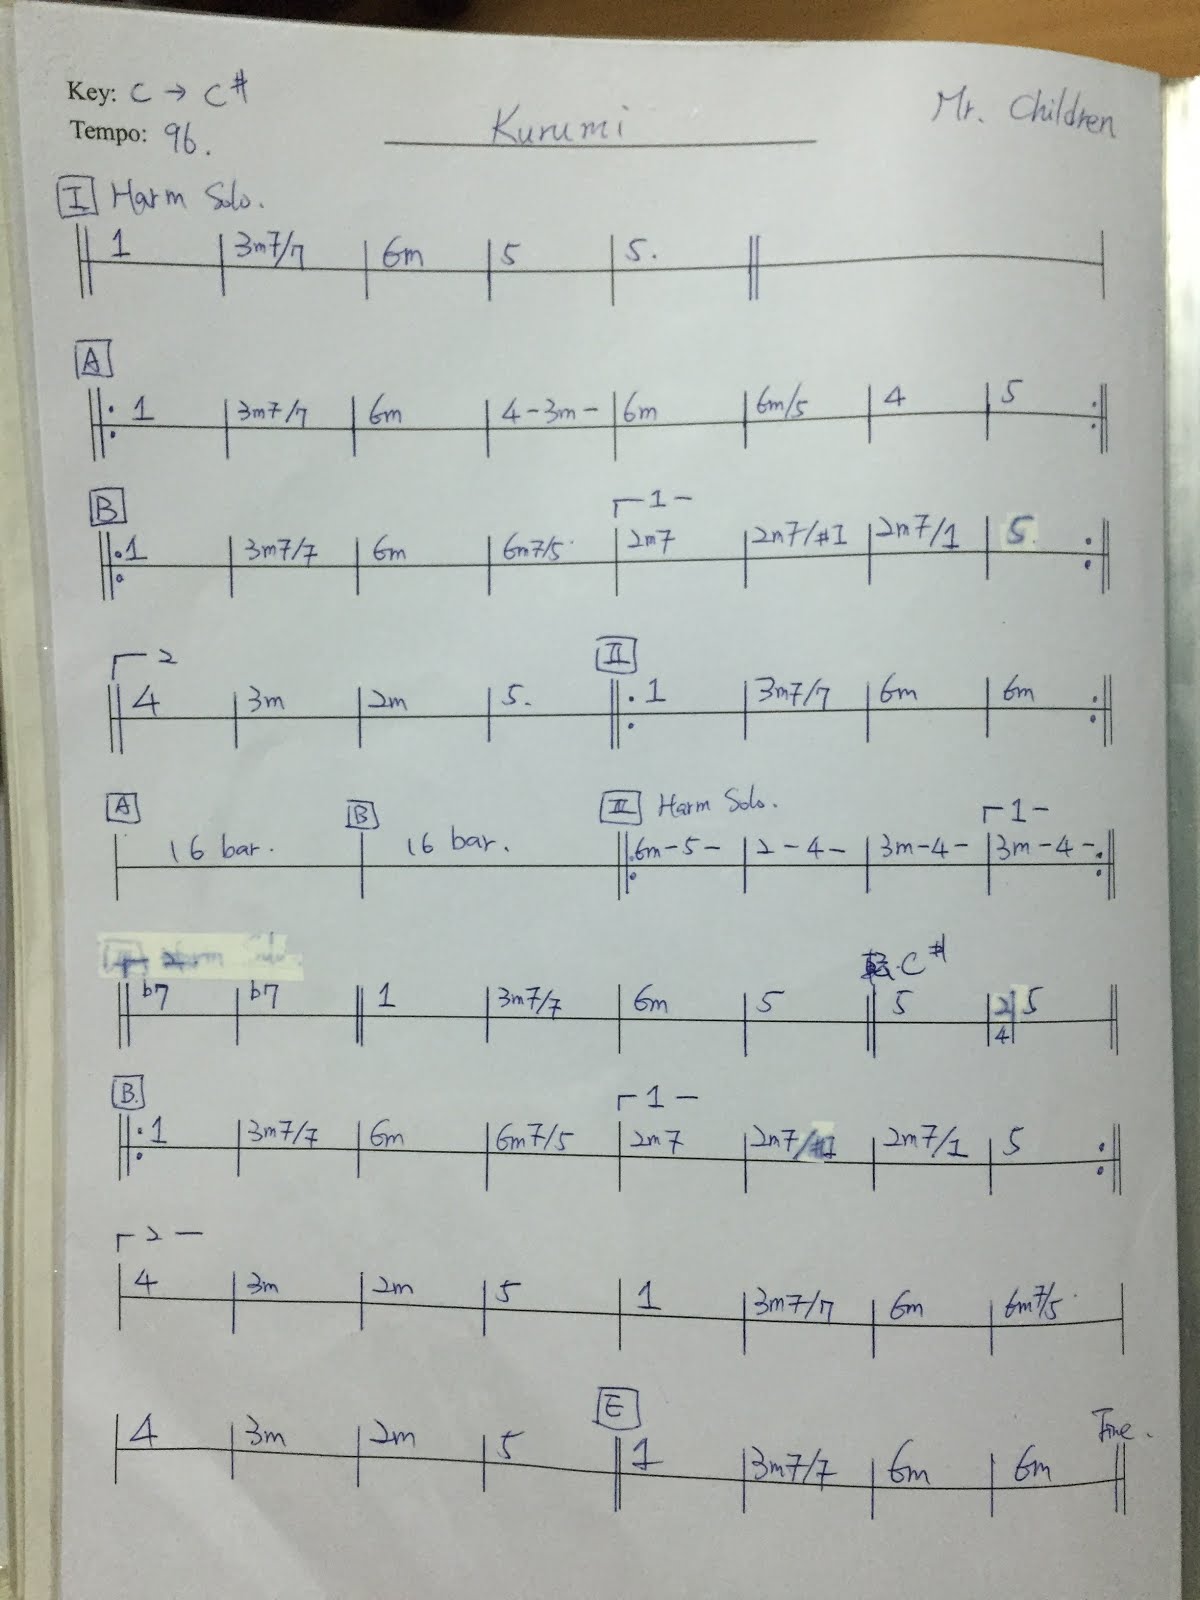 Key: C → C#
Kurumi
Mr. Children
Tempo: 96.
I Harm Solo.
1 | 3m7/7 | 6m | 5 | 5.
A
1 | 3m7/7 | 6m | 4-3m- | 6m | 6m/5 | 4 | 5
B
1-
1 | 3m7/7 | 6m | 6m7/5 | 2m7 | 2m7/#1 | 2m7/1 | 5
2
II
4 | 3m | 2m | 5. | 1 | 3m7/7 | 6m | 6m
A
B
III Harm Solo.
1-
16 bar. | 16 bar. | 6m-5- | 2-4- | 3m-4- | 3m-4-
転.C#
b7 | b7 | 1 | 3m7/7 | 6m | 5 | 5 | 2/4 | 5
B.
1-
1 | 3m7/7 | 6m | 6m7/5 | 2m7 | 2m7/#1 | 2m7/1 | 5
2-
4 | 3m | 2m | 5 | 1 | 3m7/7 | 6m | 6m7/5
E
Fine.
4 | 3m | 2m | 5 | 1 | 3m7/7 | 6m | 6m